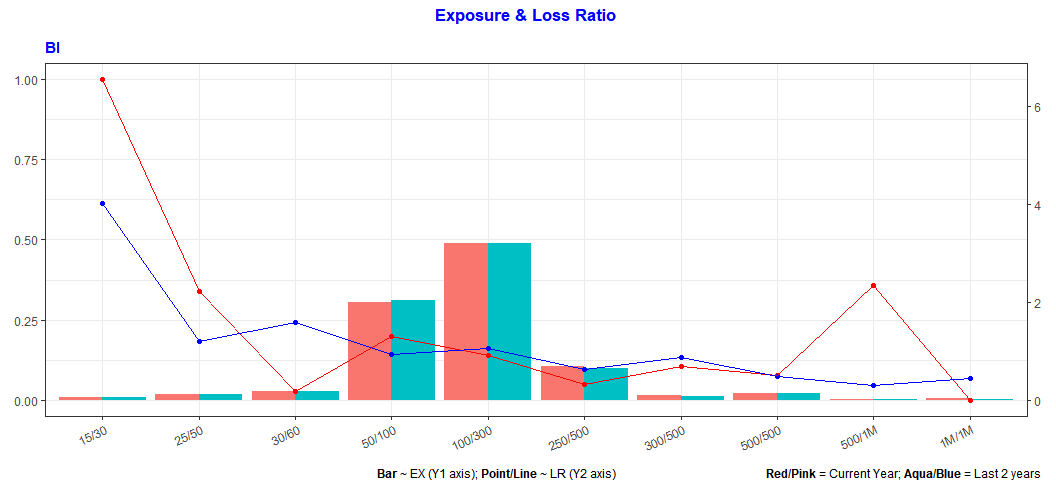 Exposure & Loss Ratio
BI
1.00
0.75
0.50
0.25
0.00
6
4
2
0
15/30 25/50 30/60 50/100 100/300 250/500 300/500 500/500 500/1M 1M/1M
Bar ~ EX (Y1 axis); Point/Line ~ LR (Y2 axis) Red/Pink = Current Year; Aqua/Blue = Last 2 years